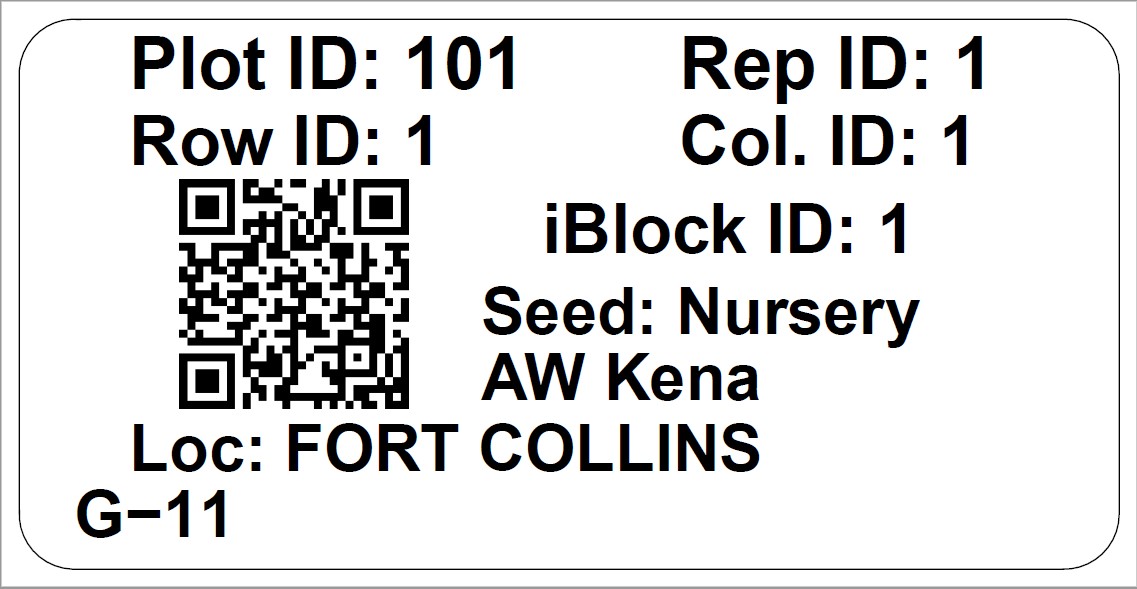 Plot ID: 101 Rep ID: 1
Row ID: 1 Col. ID: 1
iBlock ID: 1
Seed: Nursery
AW Kena
Loc: FORT COLLINS
G−11